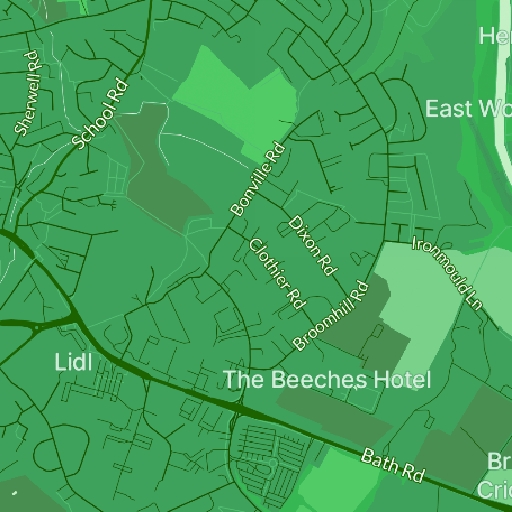 He
Sherwell Rd
School Rd
East Wo
Bonville Rd
Dixon Rd
Clothier Rd
Ironmould Ln
Broomhill Rd
Lidl
The Beeches Hotel
Bath Rd
Br
Cric